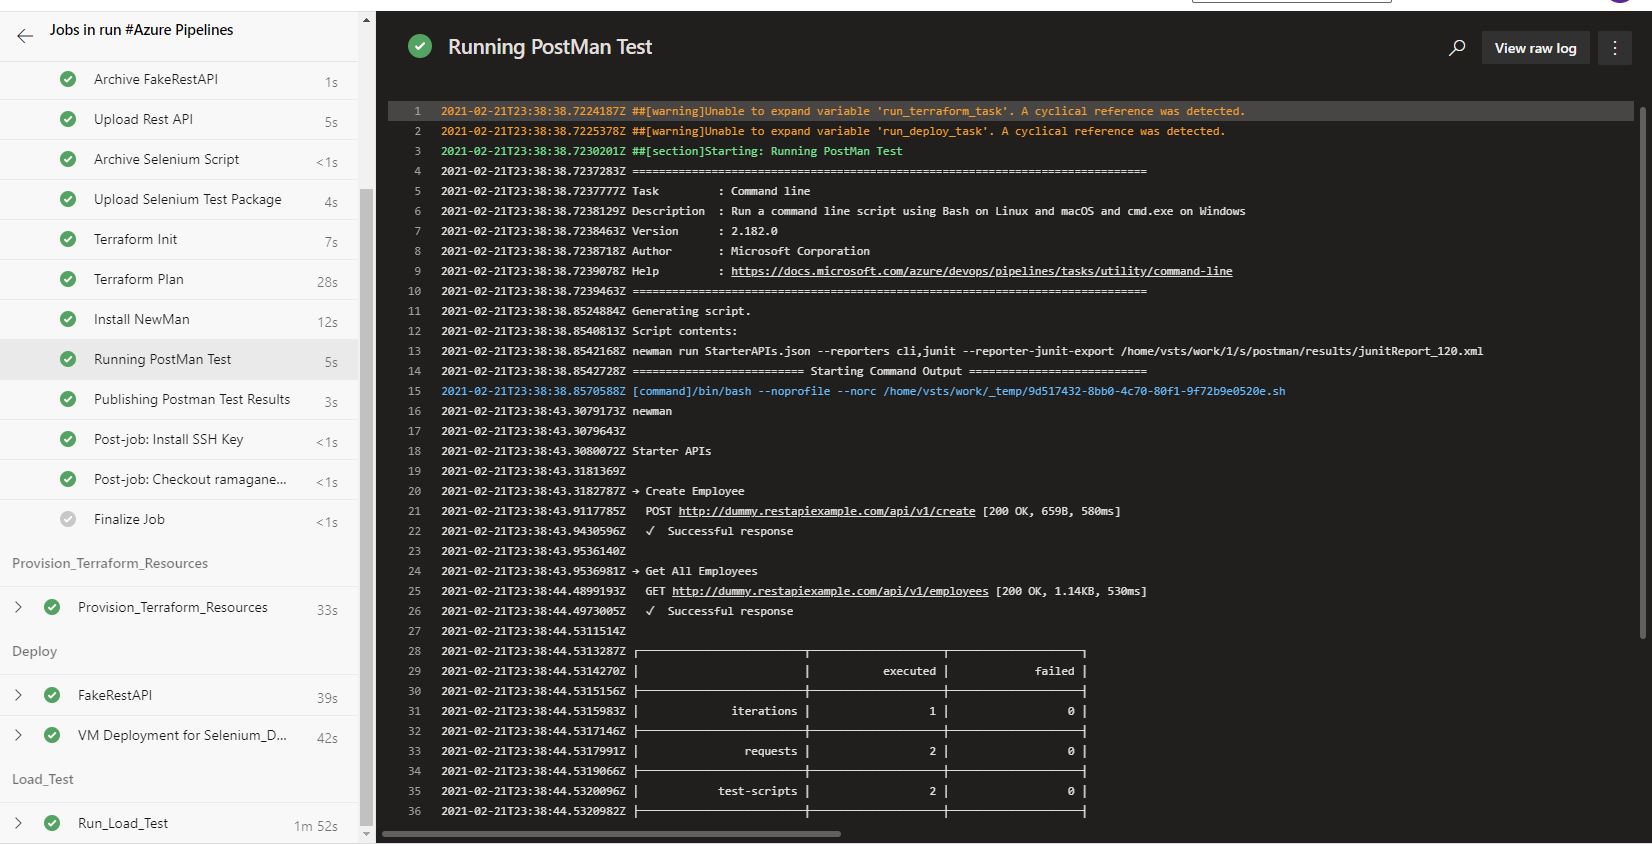 Jobs in run #Azure Pipelines
Archive FakeRestAPI 1s
Upload Rest API 5s
Archive Selenium Script <1s
Upload Selenium Test Package 4s
Terraform Init 7s
Terraform Plan 28s
Install NewMan 12s
Running PostMan Test 5s
Publishing Postman Test Results 3s
Post-job: Install SSH Key <1s
Post-job: Checkout ramagane... <1s
Finalize Job <1s
Provision_Terraform_Resources
Provision_Terraform_Resources 33s
Deploy
FakeRestAPI 39s
VM Deployment for Selenium_D... 42s
Load_Test
Run_Load_Test 1m 52s
Running PostMan Test
View raw log
1 2021-02-21T23:38:38.7224187Z ##[warning]Unable to expand variable 'run_terraform_task'. A cyclical reference was detected.
2 2021-02-21T23:38:38.7225378Z ##[warning]Unable to expand variable 'run_deploy_task'. A cyclical reference was detected.
3 2021-02-21T23:38:38.7230201Z ##[section]Starting: Running PostMan Test
4 2021-02-21T23:38:38.7237283Z ==============================================================================
5 2021-02-21T23:38:38.7237777Z Task         : Command line
6 2021-02-21T23:38:38.7238129Z Description  : Run a command line script using Bash on Linux and macOS and cmd.exe on Windows
7 2021-02-21T23:38:38.7238463Z Version      : 2.182.0
8 2021-02-21T23:38:38.7238718Z Author       : Microsoft Corporation
9 2021-02-21T23:38:38.7239078Z Help         : https://docs.microsoft.com/azure/devops/pipelines/tasks/utility/command-line
10 2021-02-21T23:38:38.7239463Z ==============================================================================
11 2021-02-21T23:38:38.8524884Z Generating script.
12 2021-02-21T23:38:38.8540813Z Script contents:
13 2021-02-21T23:38:38.8542168Z newman run StarterAPIs.json --reporters cli,junit --reporter-junit-export /home/vsts/work/1/s/postman/results/junitReport_120.xml
14 2021-02-21T23:38:38.8542728Z ========================== Starting Command Output ===========================
15 2021-02-21T23:38:38.8570588Z [command]/bin/bash --noprofile --norc /home/vsts/work/_temp/9d517432-8bb0-4c70-80f1-9f72b9e0520e.sh
16 2021-02-21T23:38:43.3079173Z newman
17 2021-02-21T23:38:43.3079643Z
18 2021-02-21T23:38:43.3080072Z Starter APIs
19 2021-02-21T23:38:43.3181369Z
20 2021-02-21T23:38:43.3182787Z → Create Employee
21 2021-02-21T23:38:43.9117785Z   POST http://dummy.restapiexample.com/api/v1/create [200 OK, 659B, 580ms]
22 2021-02-21T23:38:43.9430596Z   √  Successful response
23 2021-02-21T23:38:43.9536140Z
24 2021-02-21T23:38:43.9536981Z → Get All Employees
25 2021-02-21T23:38:44.4899193Z   GET http://dummy.restapiexample.com/api/v1/employees [200 OK, 1.14KB, 530ms]
26 2021-02-21T23:38:44.4973005Z   √  Successful response
27 2021-02-21T23:38:44.5311514Z
28 2021-02-21T23:38:44.5313287Z
29 2021-02-21T23:38:44.5314270Z | | executed | failed |
30 2021-02-21T23:38:44.5315156Z
31 2021-02-21T23:38:44.5315983Z | iterations | 1 | 0 |
32 2021-02-21T23:38:44.5317146Z
33 2021-02-21T23:38:44.5317991Z | requests | 2 | 0 |
34 2021-02-21T23:38:44.5319066Z
35 2021-02-21T23:38:44.5320096Z | test-scripts | 2 | 0 |
36 2021-02-21T23:38:44.5320982Z